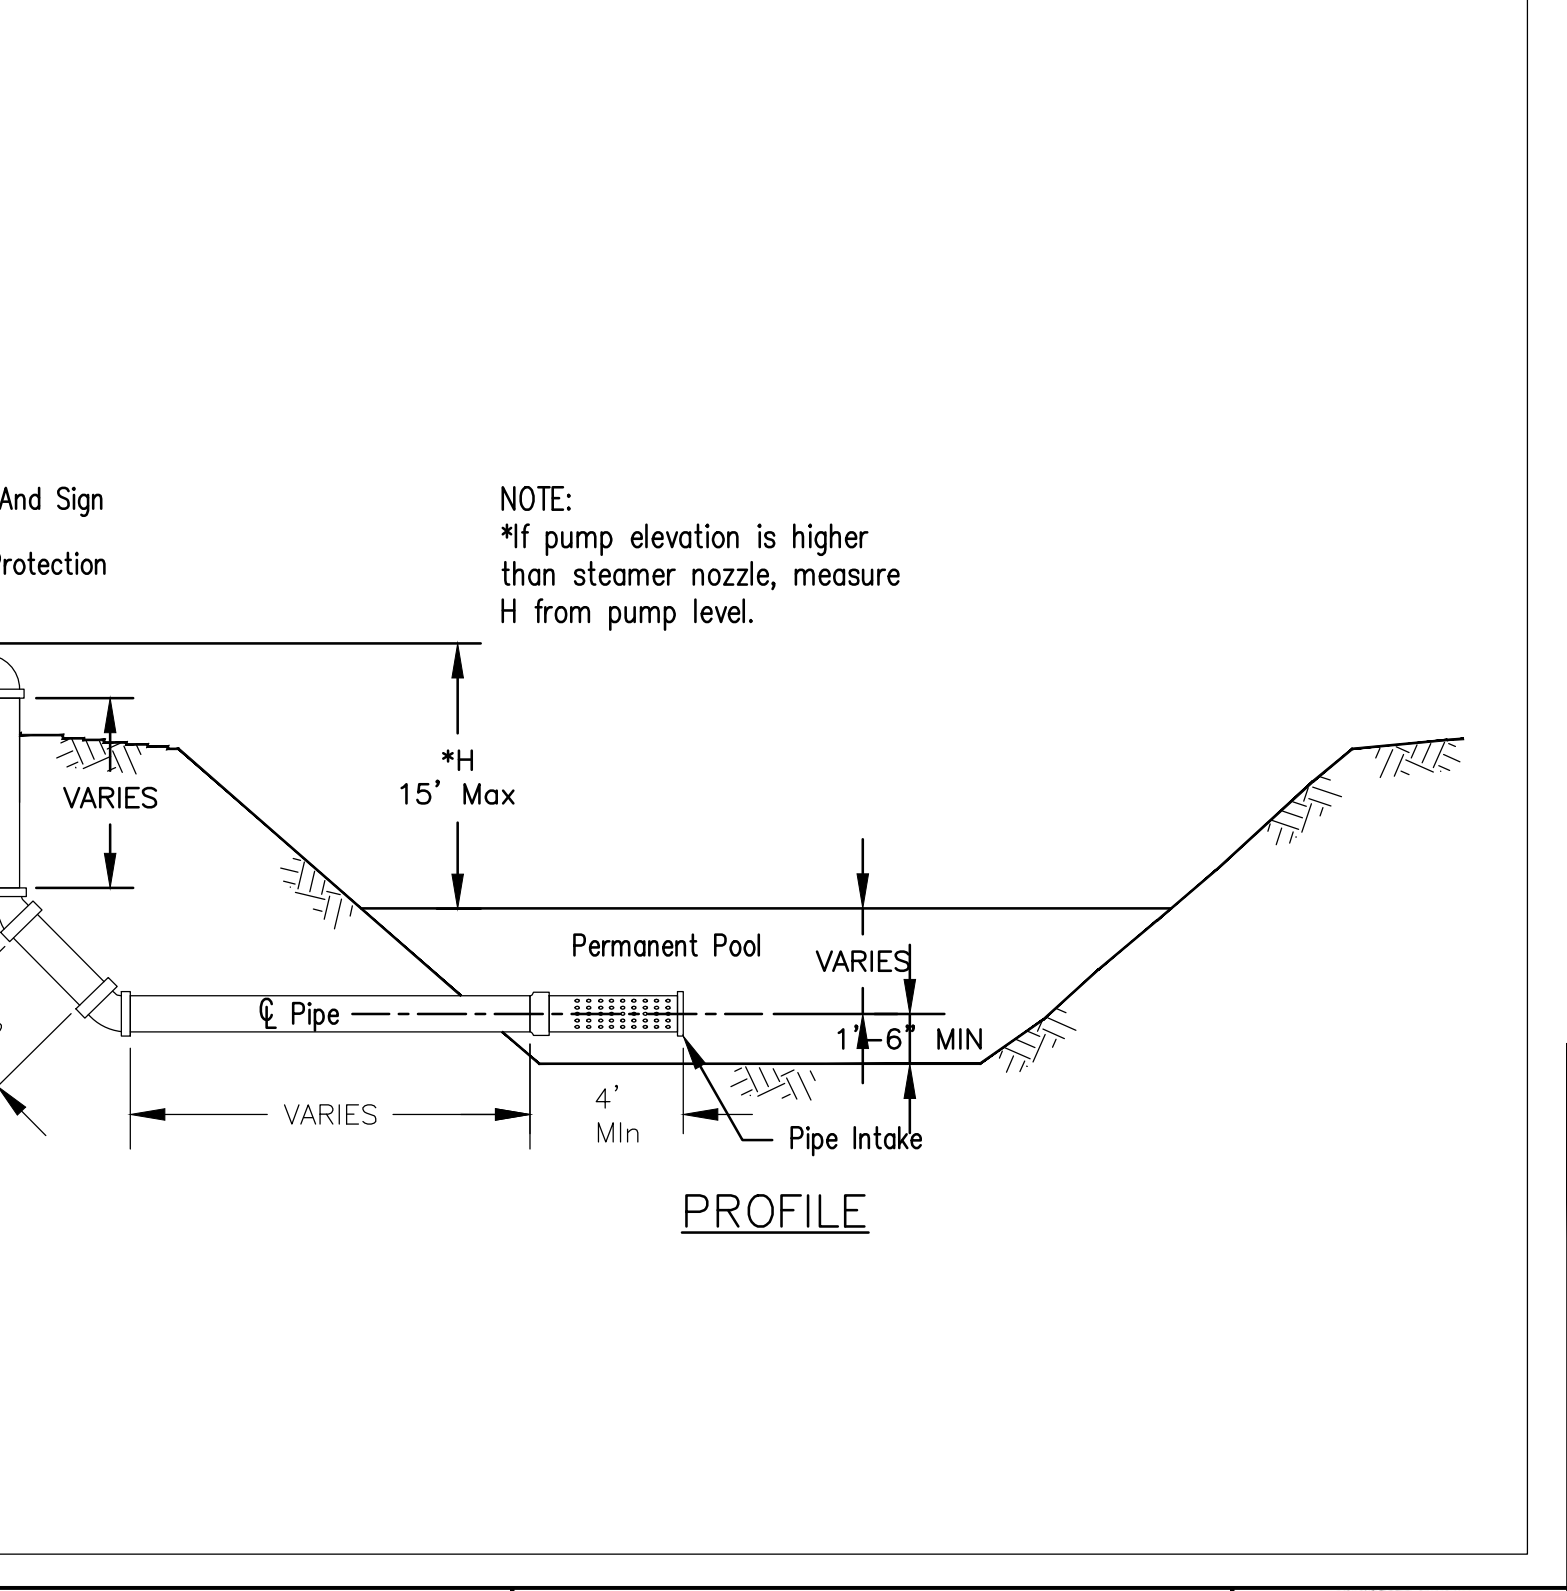 And Sign
Protection
NOTE:
*If pump elevation is higher
than steamer nozzle, measure
H from pump level.
*H
15' Max
VARIES
Permanent Pool
VARIES
℄ Pipe
1'-6" MIN
VARIES
4'
MIn
Pipe Intake
PROFILE